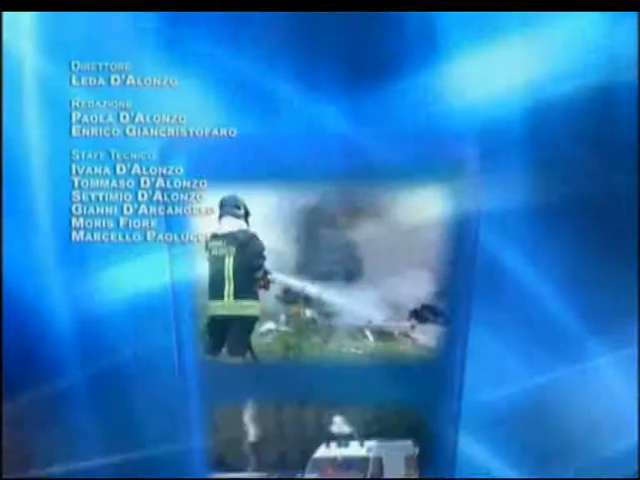 DIRETTORE
LEDA D'ALONZO
REDAZIONE
PAOLA D'ALONZO
ENRICO GIANCRISTOFARO
STAFF TECNICO
IVANA D'ALONZO
TOMMASO D'ALONZO
SETTIMIO D'ALONZO
GIANNI D'ARCANGELO
MORIS FIORE
MARCELLO PAOLUCCI